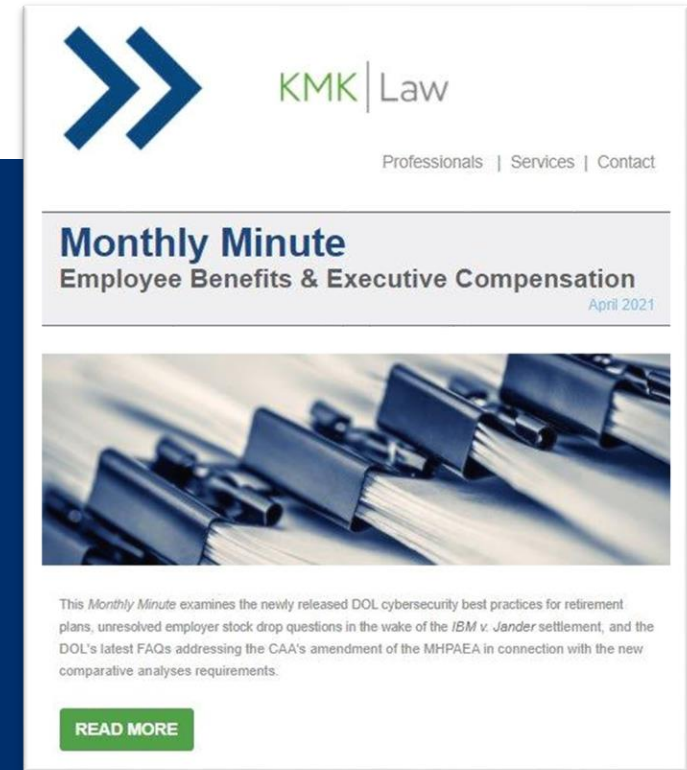 KMK | Law
Professionals | Services | Contact
Monthly Minute
Employee Benefits & Executive Compensation
April 2021
This Monthly Minute examines the newly released DOL cybersecurity best practices for retirement
plans, unresolved employer stock drop questions in the wake of the IBM v. Jander settlement, and the
DOL's latest FAQs addressing the CAA's amendment of the MHPAEA in connection with the new
comparative analyses requirements.
READ MORE